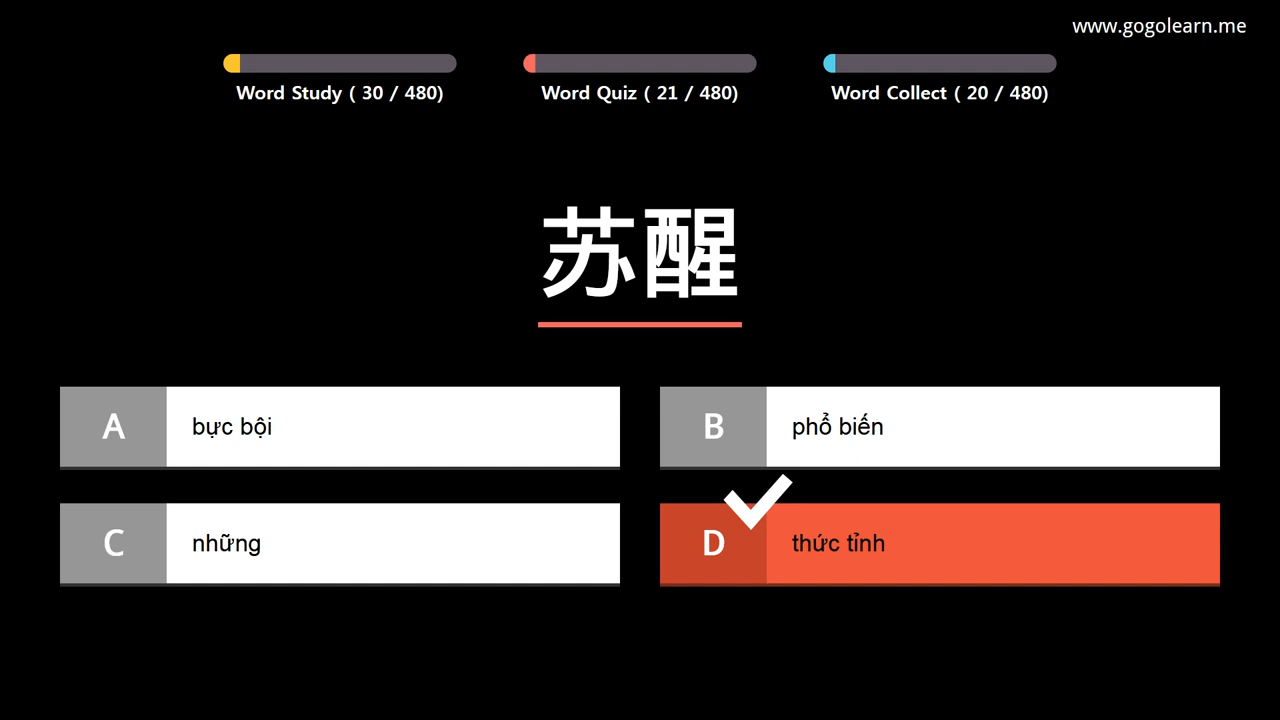 www.gogolearn.me
Word Study ( 30 / 480)
Word Quiz ( 21 / 480)
Word Collect ( 20 / 480)
苏醒
A bực bội
B phổ biến
C những
D thức tỉnh